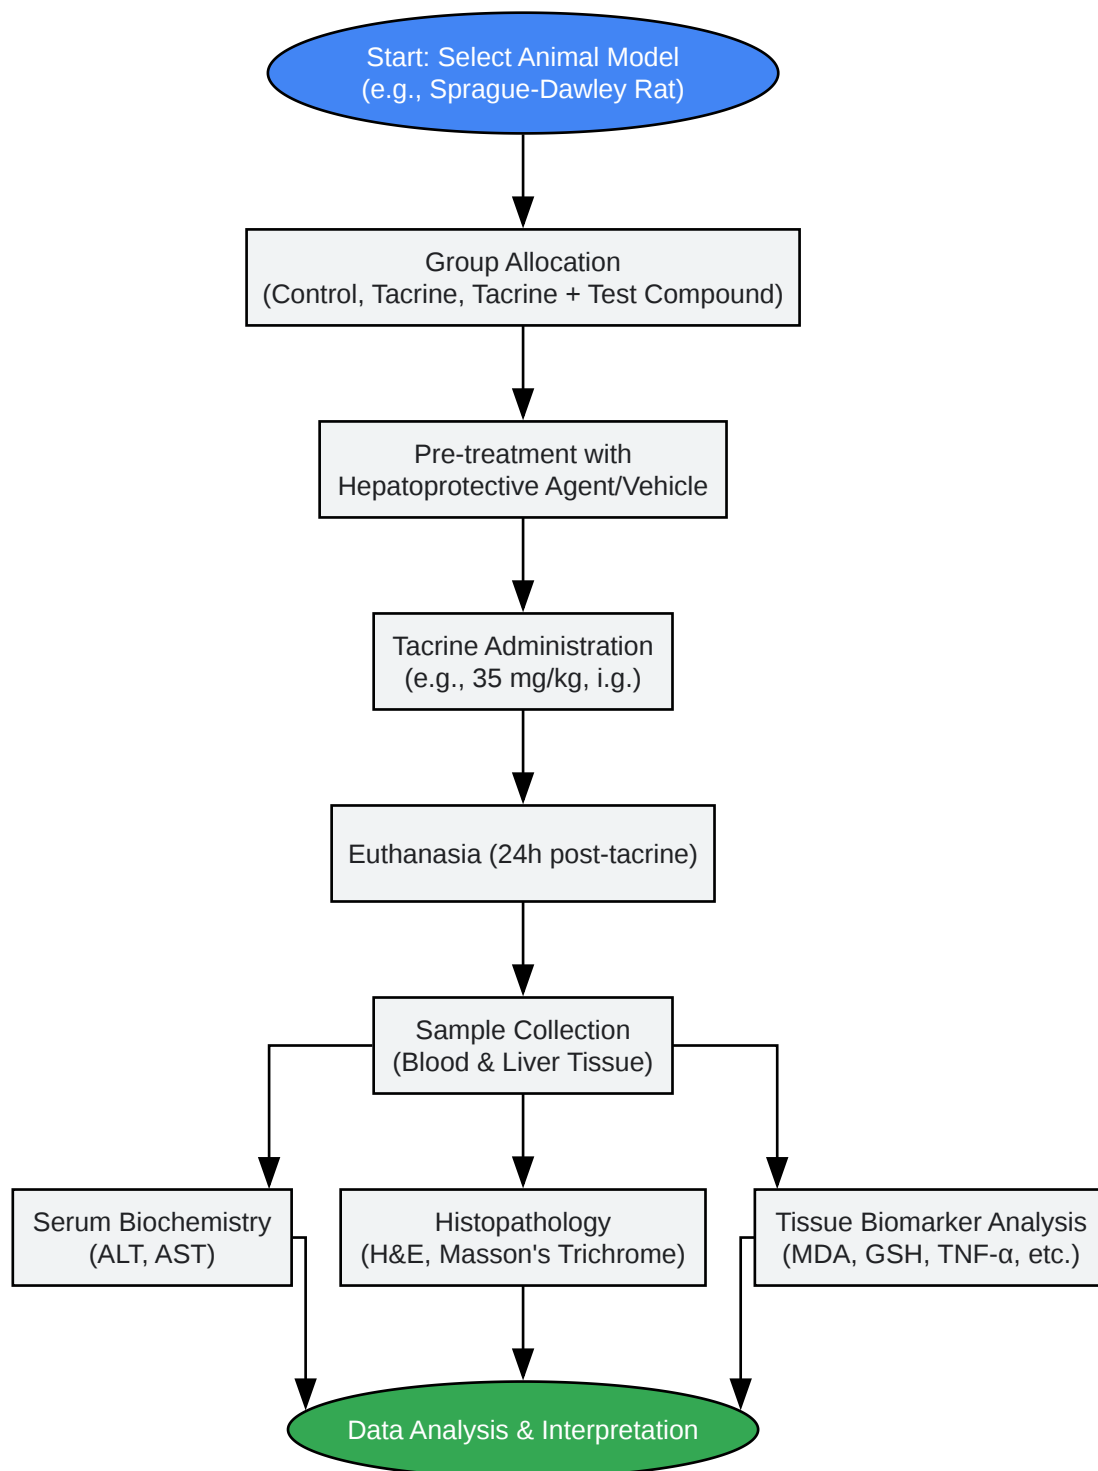 Start: Select Animal Model
(e.g., Sprague-Dawley Rat)
Group Allocation
(Control, Tacrine, Tacrine + Test Compound)
Pre-treatment with
Hepatoprotective Agent/Vehicle
Tacrine Administration
(e.g., 35 mg/kg, i.g.)
Euthanasia (24h post-tacrine)
Sample Collection
(Blood & Liver Tissue)
Serum Biochemistry
(ALT, AST)
Histopathology
(H&E, Masson's Trichrome)
Tissue Biomarker Analysis
(MDA, GSH, TNF-α, etc.)
Data Analysis & Interpretation